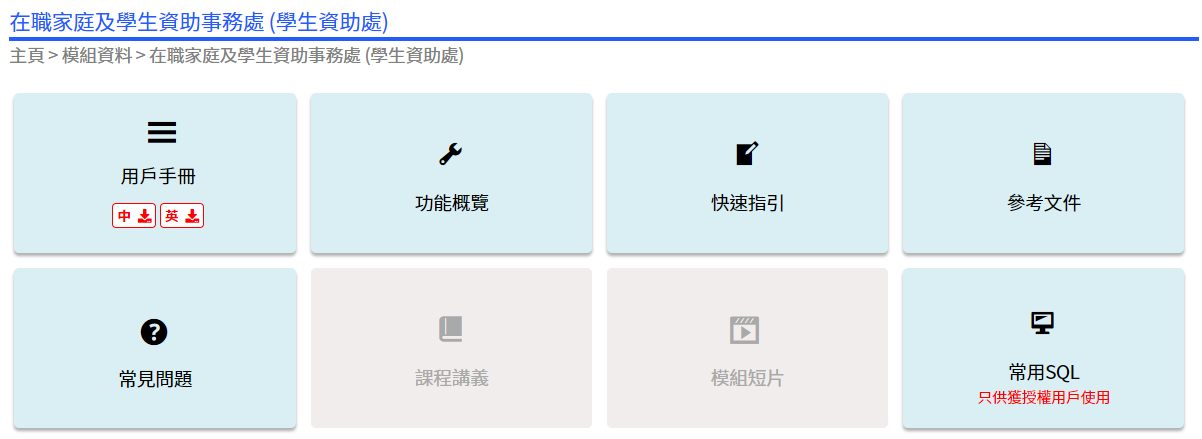 在職家庭及學生資助事務處 (學生資助處)
主頁 > 模組資料 > 在職家庭及學生資助事務處 (學生資助處)
用戶手冊
中 英
功能概覽
快速指引
參考文件
常見問題
課程講義
模組短片
常用SQL
只供獲授權用戶使用